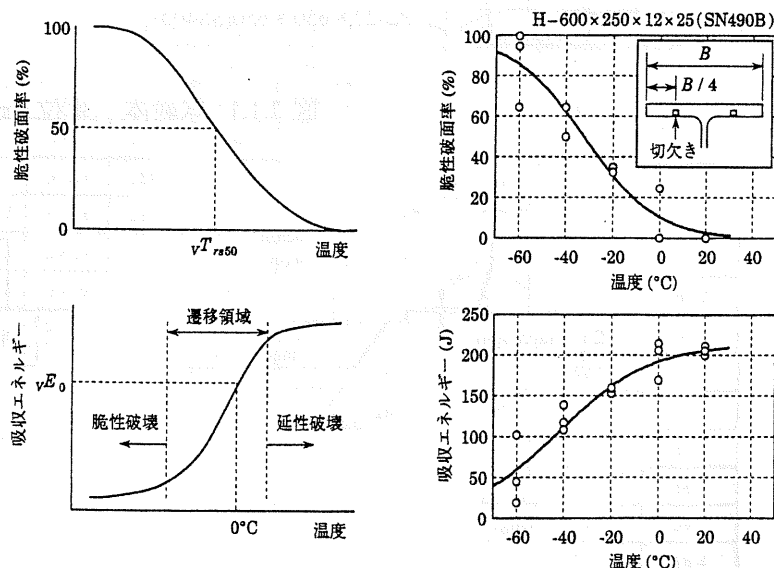 脆性破面率 (%)
100
50
0
vTrs50
温度
吸収エネルギー
遷移領域
vE0
脆性破壊
延性破壊
0°C
温度
H-600×250×12×25(SN490B)
脆性破面率 (%)
100
80
60
40
20
0
B
B/4
切欠き
-60 -40 -20 0 20
温度 (°C)
吸収エネルギー (J)
250
200
150
100
50
0
-60 -40 -20 0 20
温度 (°C)